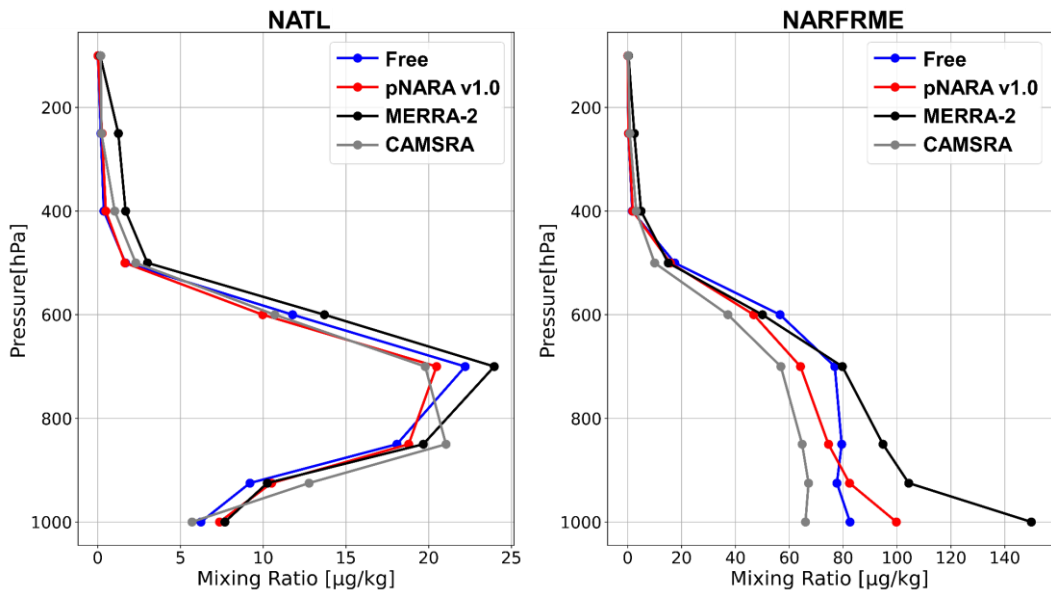 NATL
Free
pNARA v1.0
MERRA-2
CAMSRA
Pressure[hPa]
200
400
600
800
1000
0 5 10 15 20 25
Mixing Ratio [μg/kg]
NARFRME
Free
pNARA v1.0
MERRA-2
CAMSRA
Pressure[hPa]
200
400
600
800
1000
0 20 40 60 80 100 120 140
Mixing Ratio [μg/kg]